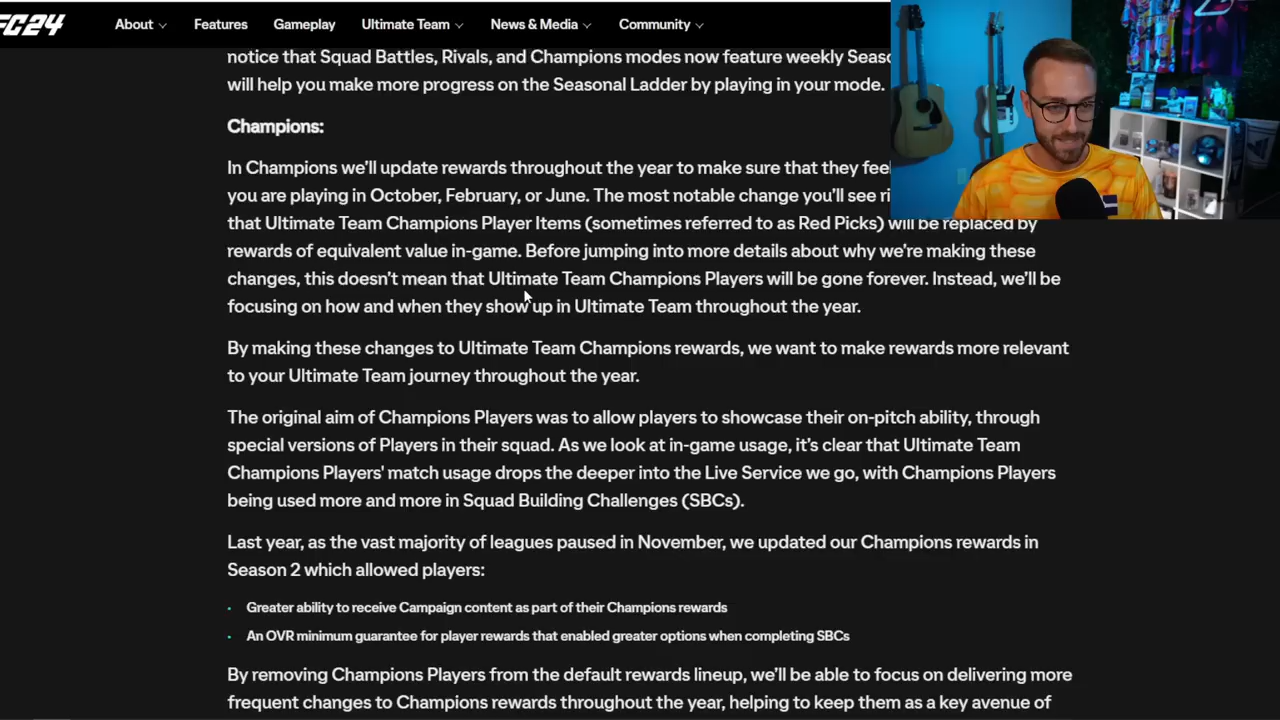 FC24
About
Features
Gameplay
Ultimate Team
News & Media
Community
notice that Squad Battles, Rivals, and Champions modes now feature weekly
will help you make more progress on the Seasonal Ladder by playing in your mode.
Champions:
In Champions we'll update rewards throughout the year to make sure that they
you are playing in October, February, or June. The most notable change you'll see
that Ultimate Team Champions Player Items (sometimes referred to as Red Picks) will be replaced by
rewards of equivalent value in-game. Before jumping into more details about why we're making these
changes, this doesn't mean that Ultimate Team Champions Players will be gone forever. Instead, we'll be
focusing on how and when they show up in Ultimate Team throughout the year.
By making these changes to Ultimate Team Champions rewards, we want to make rewards more relevant
to your Ultimate Team journey throughout the year.
The original aim of Champions Players was to allow players to showcase their on-pitch ability, through
special versions of Players in their squad. As we look at in-game usage, it's clear that Ultimate Team
Champions Players' match usage drops the deeper into the Live Service we go, with Champions Players
being used more and more in Squad Building Challenges (SBCs).
Last year, as the vast majority of leagues paused in November, we updated our Champions rewards in
Season 2 which allowed players:
• Greater ability to receive Campaign content as part of their Champions rewards
• An OVR minimum guarantee for player rewards that enabled greater options when completing SBCs
By removing Champions Players from the default rewards lineup, we'll be able to focus on delivering more
frequent changes to Champions rewards throughout the year, helping to keep them as a key avenue of